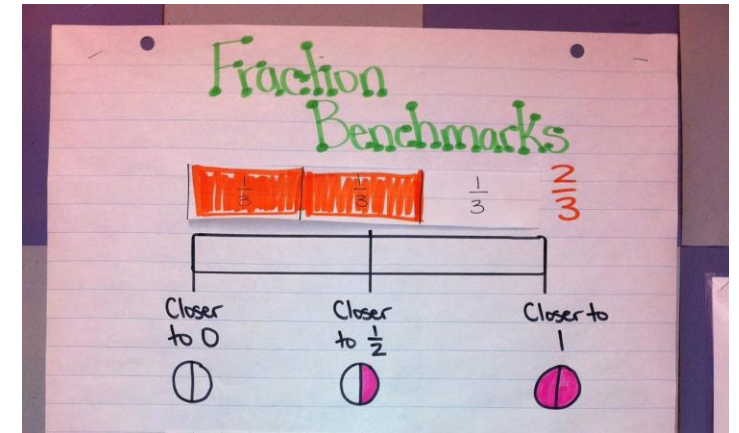 Fraction
Benchmarks
1/3 1/3 1/3 2/3
Closer Closer Closer to
to 0 to 1/2 1